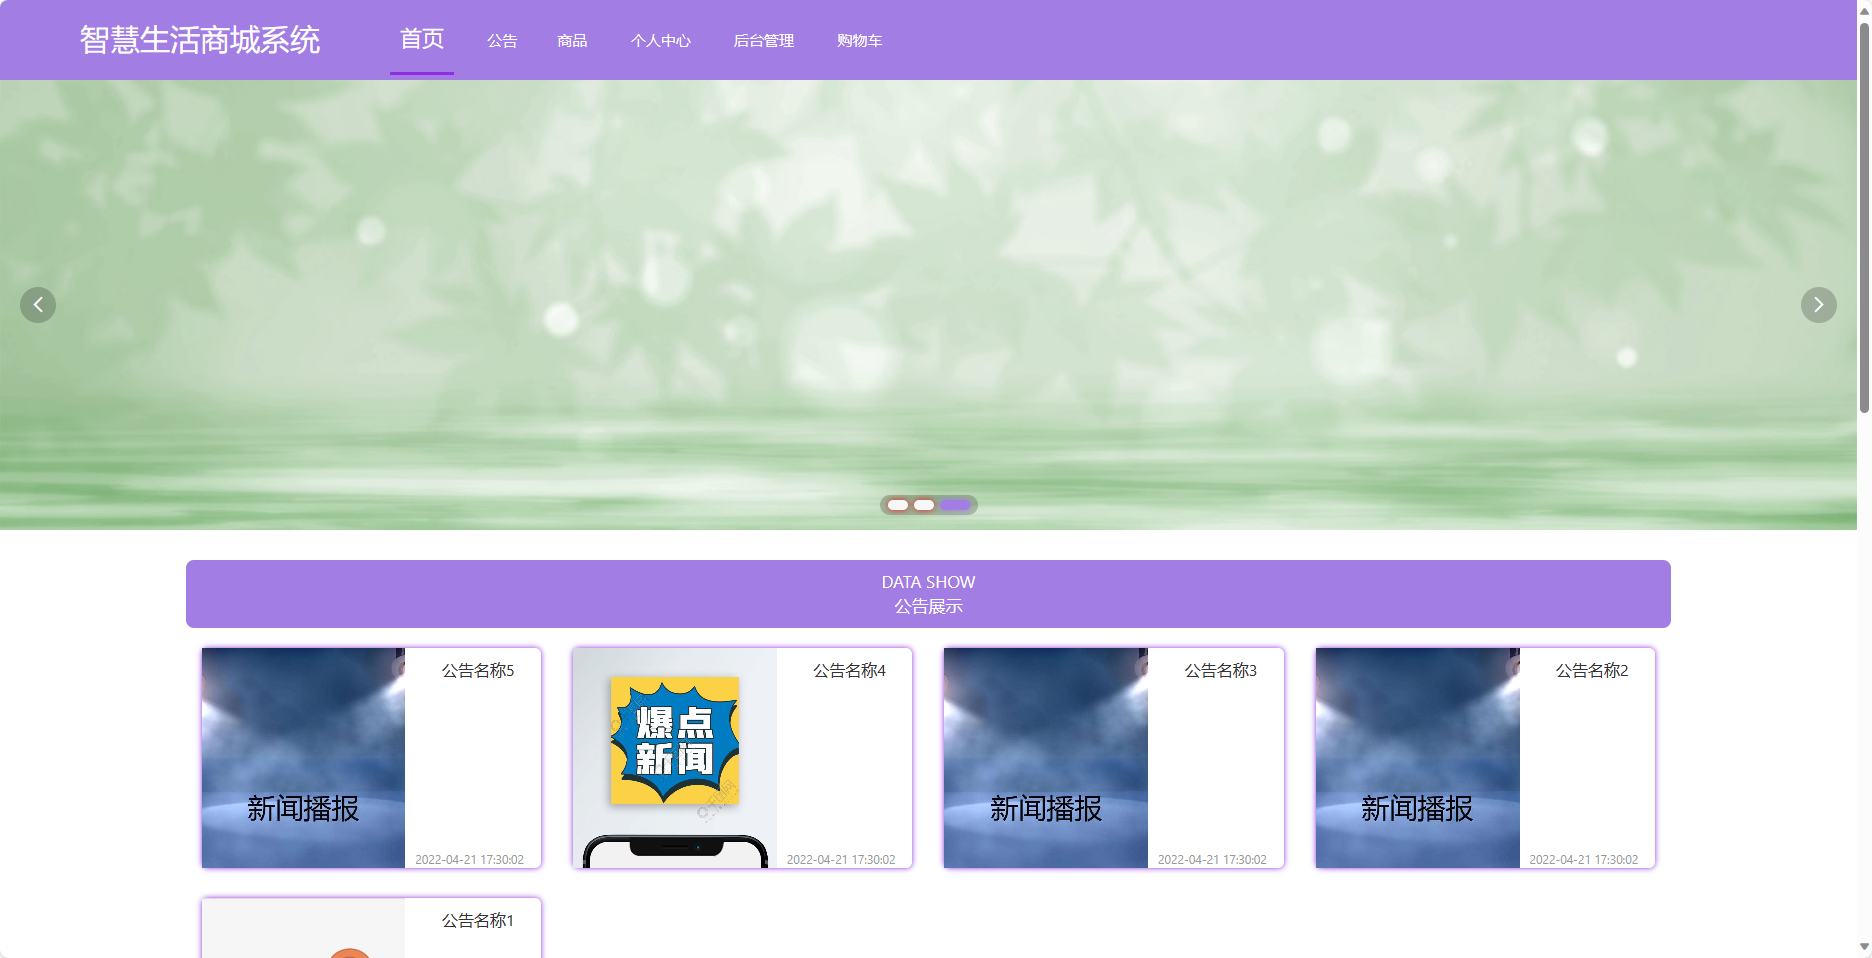 智慧生活商城系统
首页
公告
商品
个人中心
后台管理
购物车
DATA SHOW
公告展示
新闻播报
公告名称5
2022-04-21 17:30:02
爆点
新闻
公告名称4
2022-04-21 17:30:02
新闻播报
公告名称3
2022-04-21 17:30:02
新闻播报
公告名称2
2022-04-21 17:30:02
公告名称1